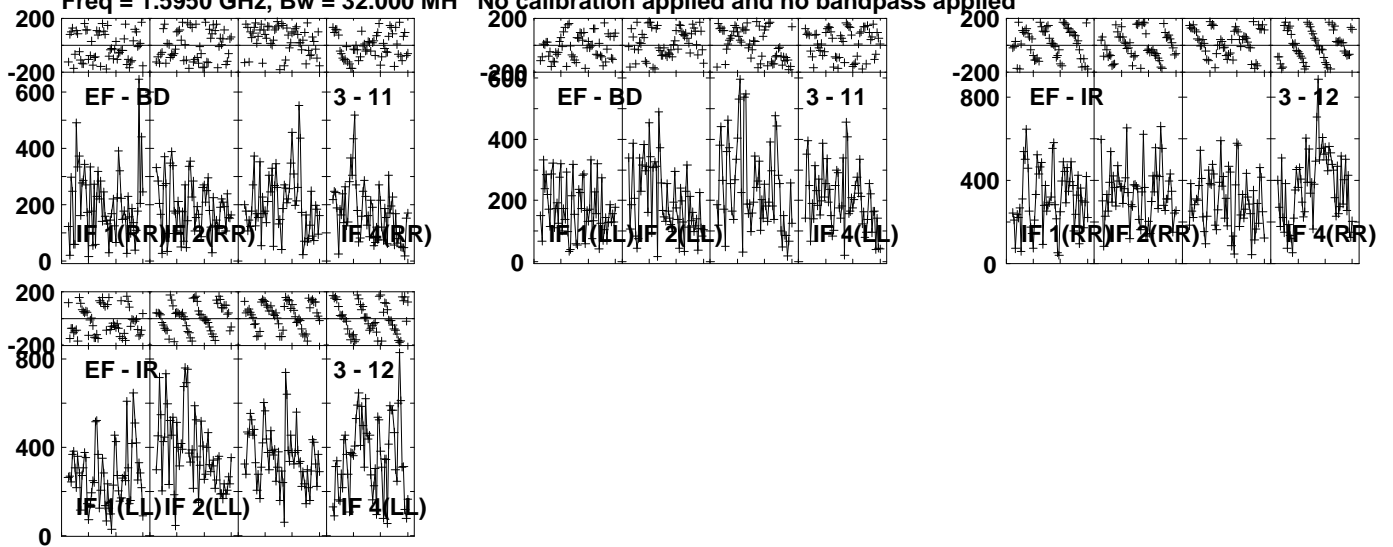 Freq = 1.5950 GHz, Bw = 32.000 MH No calibration applied and no bandpass applied
200
-200
600
400
200
0
EF - BD
3 - 11
IF 1(RR)
IF 2(RR)
IF 4(RR)
200
-200
600
400
200
0
EF - BD
3 - 11
IF 1(LL)
IF 2(LL)
IF 4(LL)
200
-200
800
400
0
EF - IR
3 - 12
IF 1(RR)
IF 2(RR)
IF 4(RR)
200
-200
800
400
0
EF - IR
3 - 12
IF 1(LL)
IF 2(LL)
IF 4(LL)